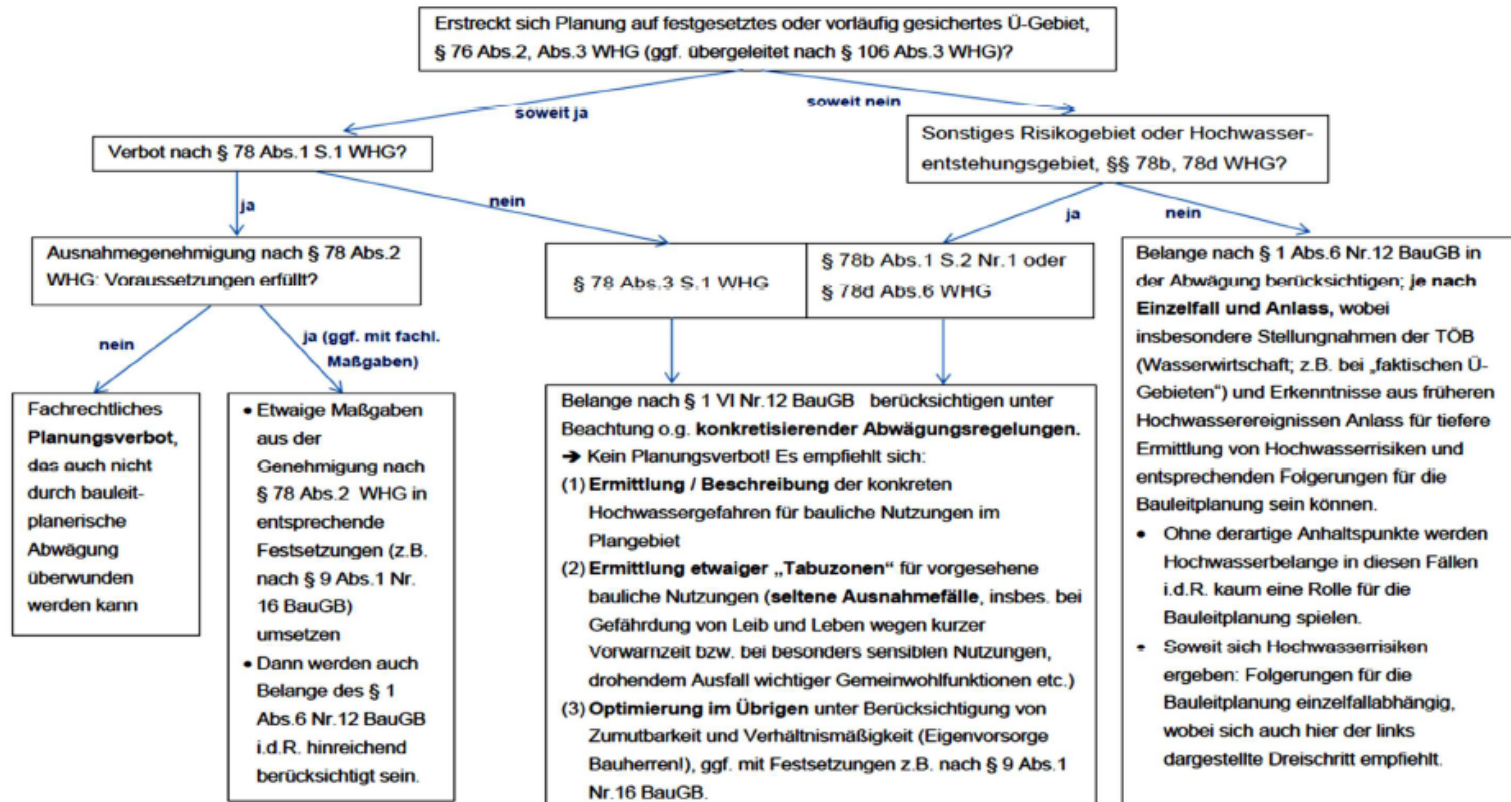 Erstreckt sich Planung auf festgesetztes oder vorläufig gesichertes Ü-Gebiet,
§ 76 Abs.2, Abs.3 WHG (ggf. übergeleitet nach § 106 Abs.3 WHG)?
soweit ja
soweit nein
Verbot nach § 78 Abs.1 S.1 WHG?
Sonstiges Risikogebiet oder Hochwasser-
entstehungsgebiet, §§ 78b, 78d WHG?
ja
nein
ja
nein
Ausnahmegenehmigung nach § 78 Abs.2
WHG: Voraussetzungen erfüllt?
§ 78 Abs.3 S.1 WHG
§ 78b Abs.1 S.2 Nr.1 oder
§ 78d Abs.6 WHG
nein
ja (ggf. mit fachl.
Maßgaben)
Fachrechtliches
Planungsverbot,
das auch nicht
durch bauleit-
planerische
Abwägung
überwunden
werden kann
• Etwaige Maßgaben
aus der
Genehmigung nach
§ 78 Abs.2 WHG in
entsprechende
Festsetzungen (z.B.
nach § 9 Abs.1 Nr.
16 BauGB)
umsetzen
• Dann werden auch
Belange des § 1
Abs.6 Nr.12 BauGB
i.d.R. hinreichend
berücksichtigt sein.
Belange nach § 1 VI Nr.12 BauGB berücksichtigen unter
Beachtung o.g. konkretisierender Abwägungsregelungen.
➔ Kein Planungsverbot! Es empfiehlt sich:
(1) Ermittlung / Beschreibung der konkreten
Hochwassergefahren für bauliche Nutzungen im
Plangebiet
(2) Ermittlung etwaiger „Tabuzonen“ für vorgesehene
bauliche Nutzungen (seltene Ausnahmefälle, insbes. bei
Gefährdung von Leib und Leben wegen kurzer
Vorwarnzeit bzw. bei besonders sensiblen Nutzungen,
drohendem Ausfall wichtiger Gemeinwohlfunktionen etc.)
(3) Optimierung im Übrigen unter Berücksichtigung von
Zumutbarkeit und Verhältnismäßigkeit (Eigenvorsorge
Bauherren!), ggf. mit Festsetzungen z.B. nach § 9 Abs.1
Nr.16 BauGB.
Belange nach § 1 Abs.6 Nr.12 BauGB in
der Abwägung berücksichtigen; je nach
Einzelfall und Anlass, wobei
insbesondere Stellungnahmen der TÖB
(Wasserwirtschaft; z.B. bei „faktischen Ü-
Gebieten“) und Erkenntnisse aus früheren
Hochwasserereignissen Anlass für tiefere
Ermittlung von Hochwasserrisiken und
entsprechenden Folgerungen für die
Bauleitplanung sein können.
• Ohne derartige Anhaltspunkte werden
Hochwasserbelange in diesen Fällen
i.d.R. kaum eine Rolle für die
Bauleitplanung spielen.
• Soweit sich Hochwasserrisiken
ergeben: Folgerungen für die
Bauleitplanung einzelfallabhängig,
wobei sich auch hier der links
dargestellte Dreischritt empfiehlt.